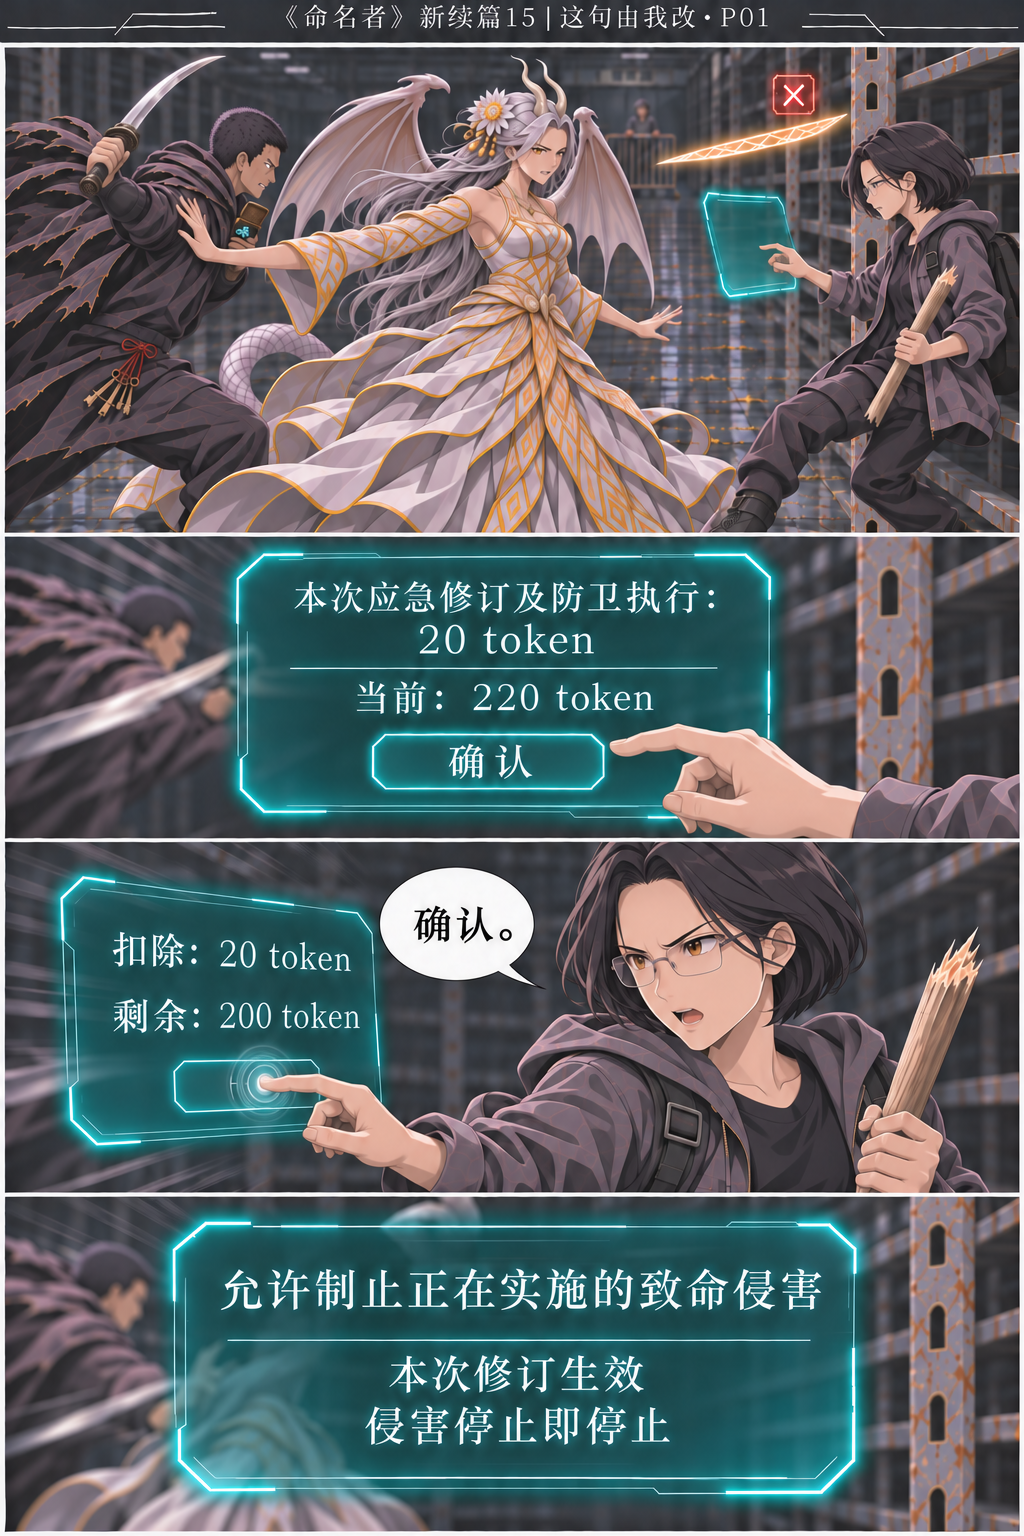 《命名者》新续篇15|这句由我改·P01
本次应急修订及防卫执行：
20 token
当前：220 token
确认
确认。
扣除：20 token
剩余：200 token
允许制止正在实施的致命侵害
本次修订生效
侵害停止即停止